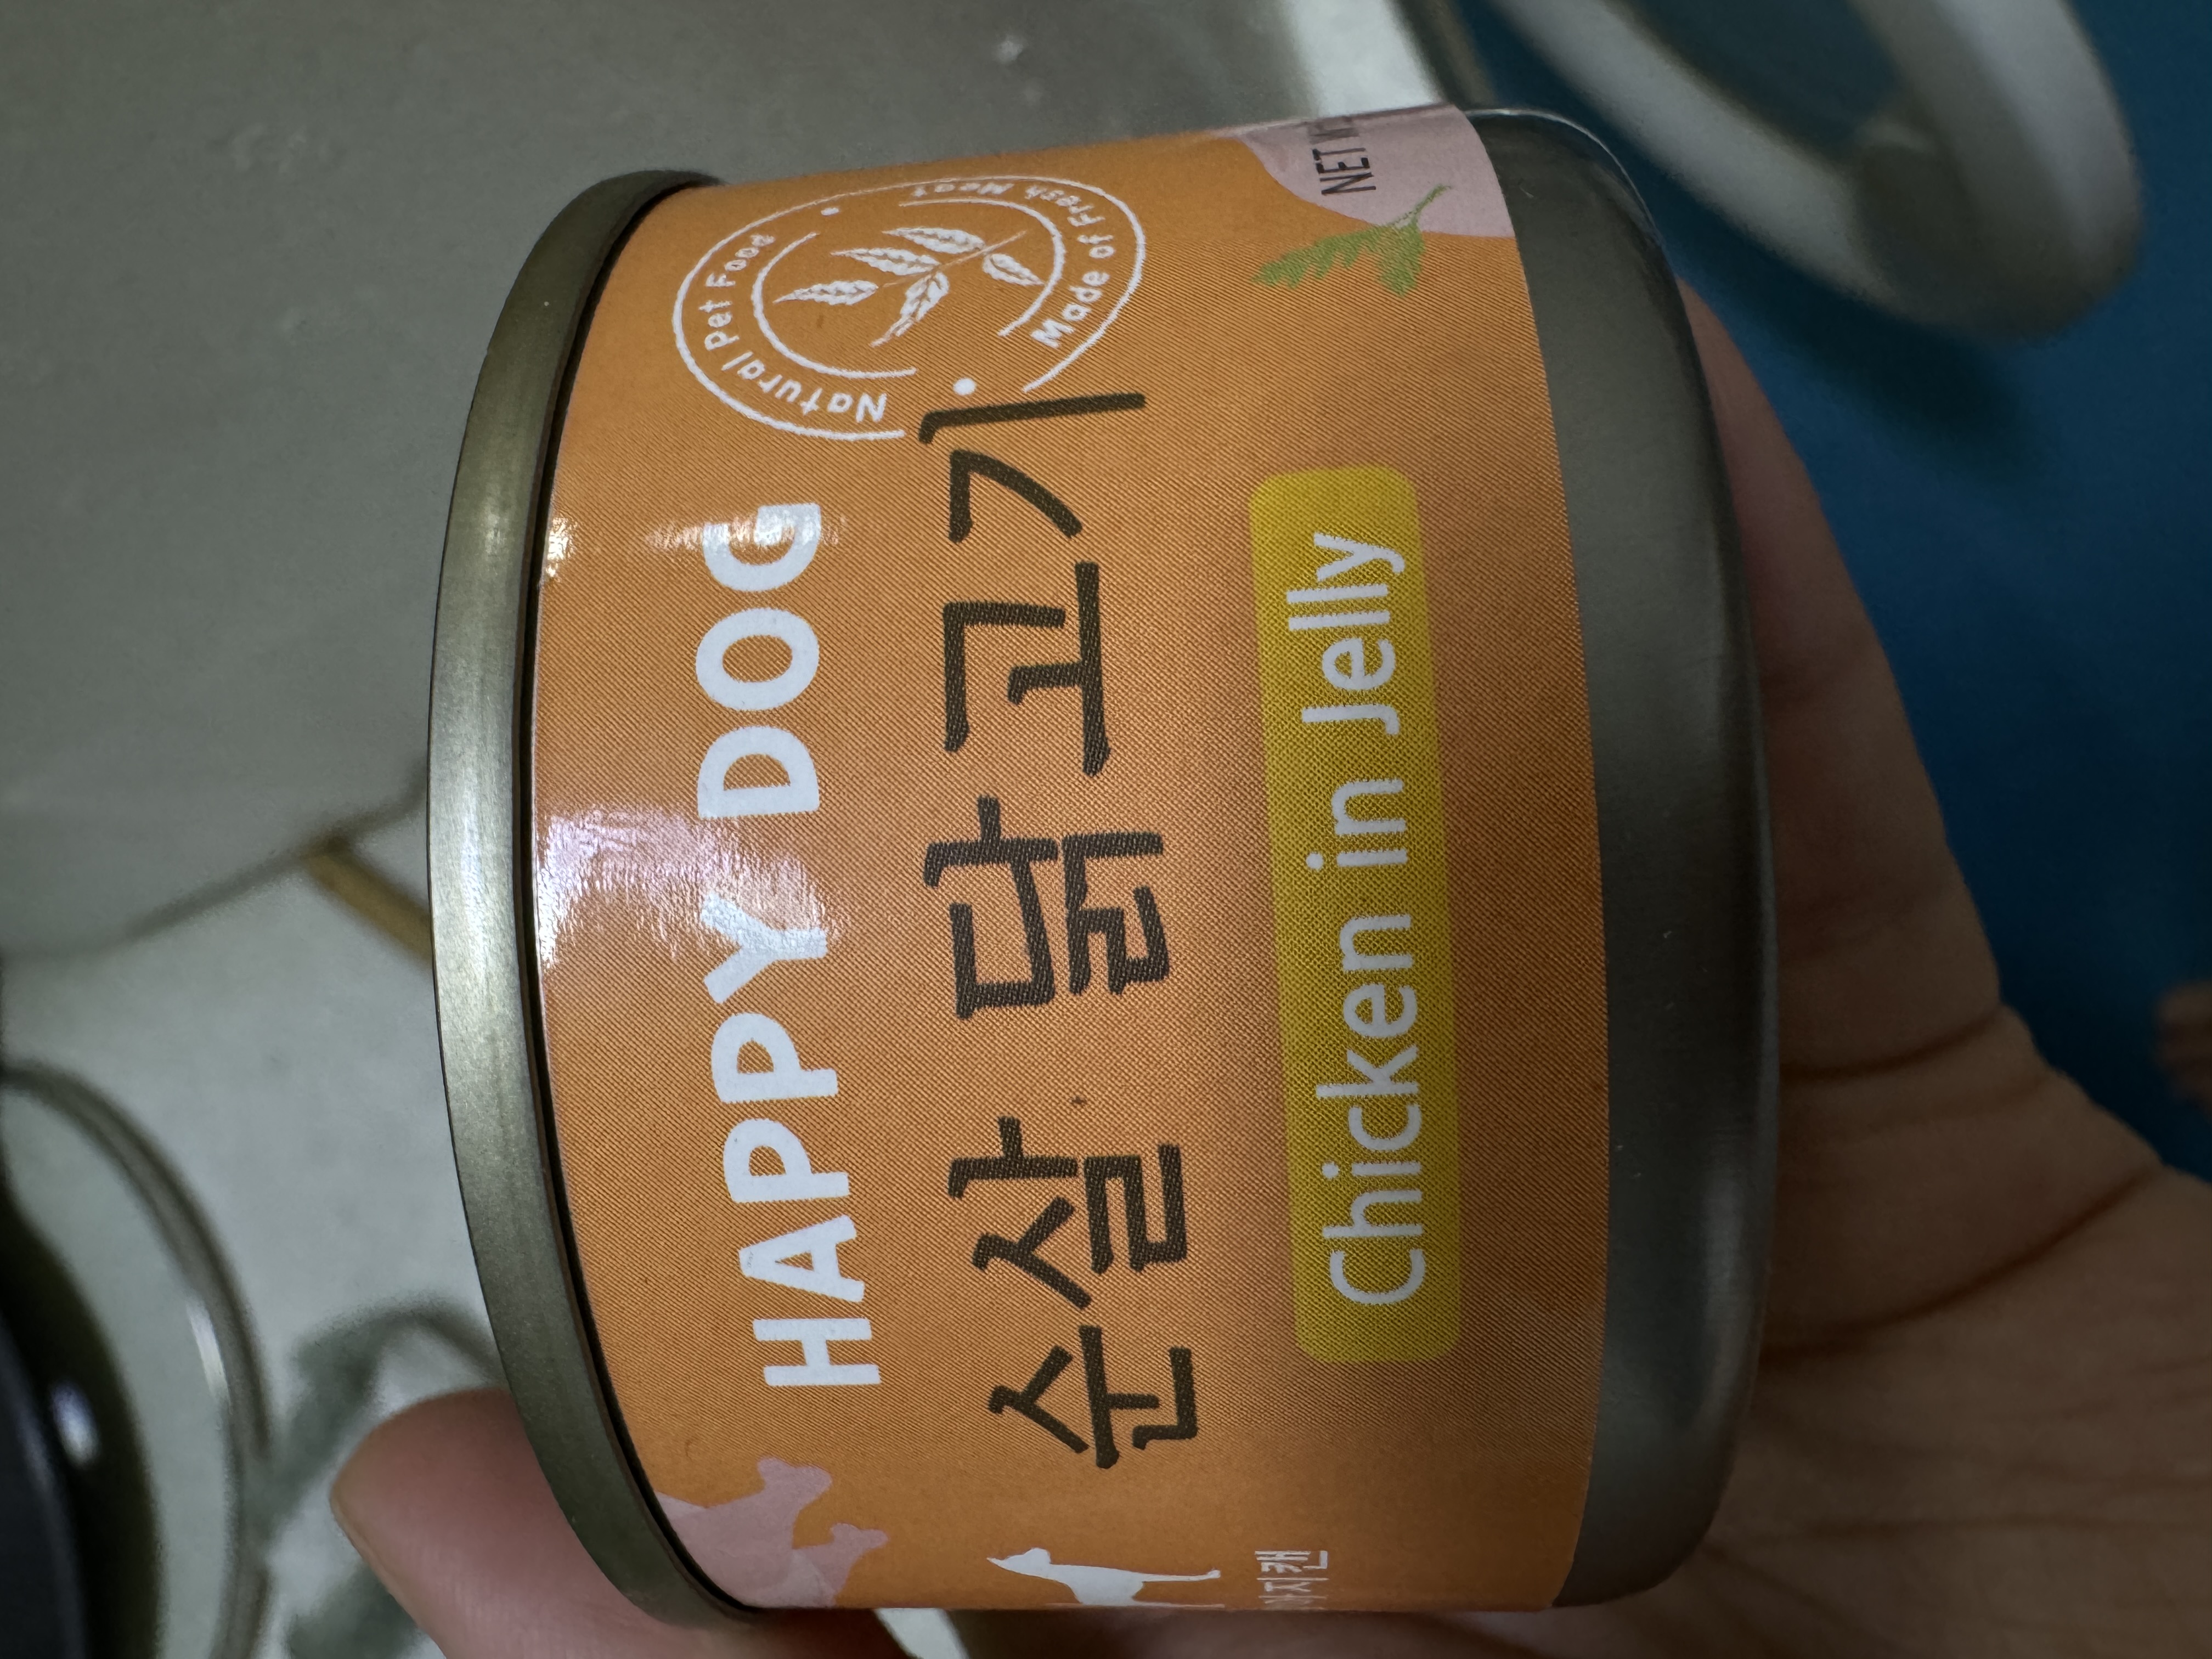 HAPPY DOG
Natural Pet Food
Made of Fresh Meat
순살 닭고기
Chicken in Jelly
NET